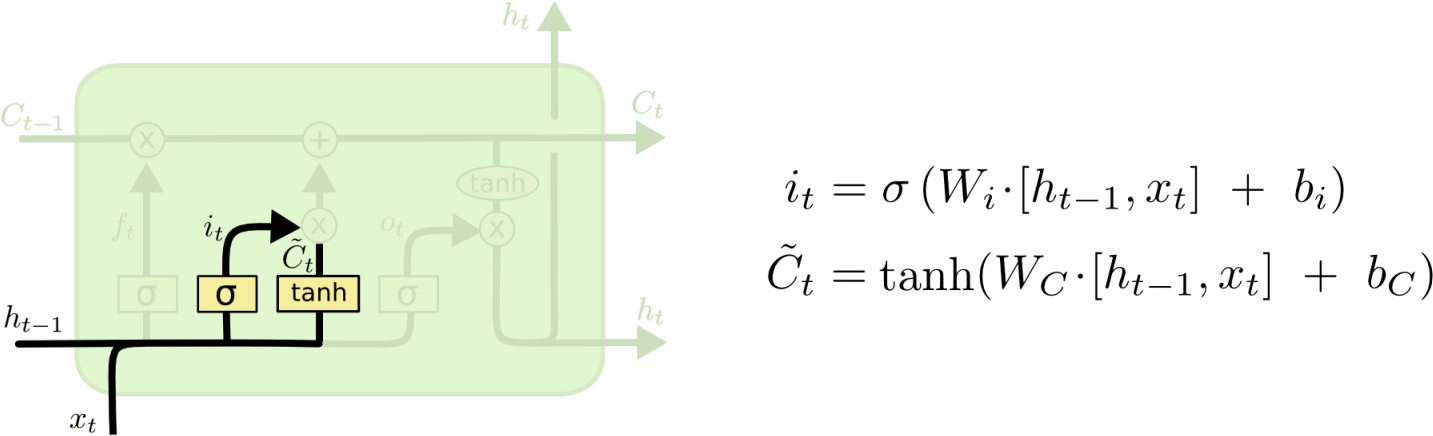 h_t
C_{t-1}
x + C_t
tanh
f_t i_t x o_t x
C̃_t
σ σ tanh σ
h_{t-1} h_t
x_t
i_t = σ (W_i·[h_{t-1}, x_t] + b_i)
C̃_t = tanh(W_C·[h_{t-1}, x_t] + b_C)